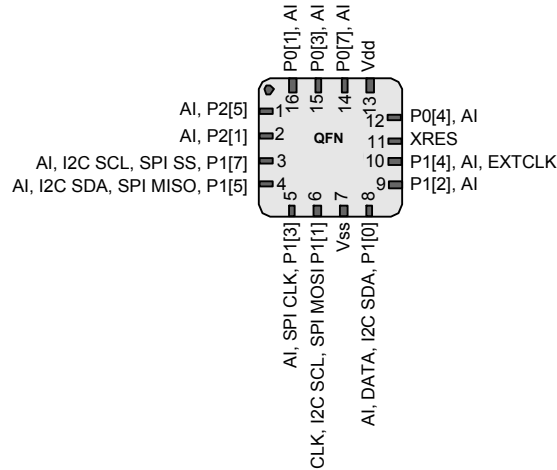 P0[1], AI
P0[3], AI
P0[7], AI
Vdd
16
15
14
13
AI, P2[5]
1
AI, P2[1]
2
AI, I2C SCL, SPI SS, P1[7]
3
AI, I2C SDA, SPI MISO, P1[5]
4
QFN
12
P0[4], AI
11
XRES
10
P1[4], AI, EXTCLK
9
P1[2], AI
5
6
7
8
AI, SPI CLK, P1[3]
CLK, I2C SCL, SPI MOSI P1[1]
Vss
AI, DATA, I2C SDA, P1[0]